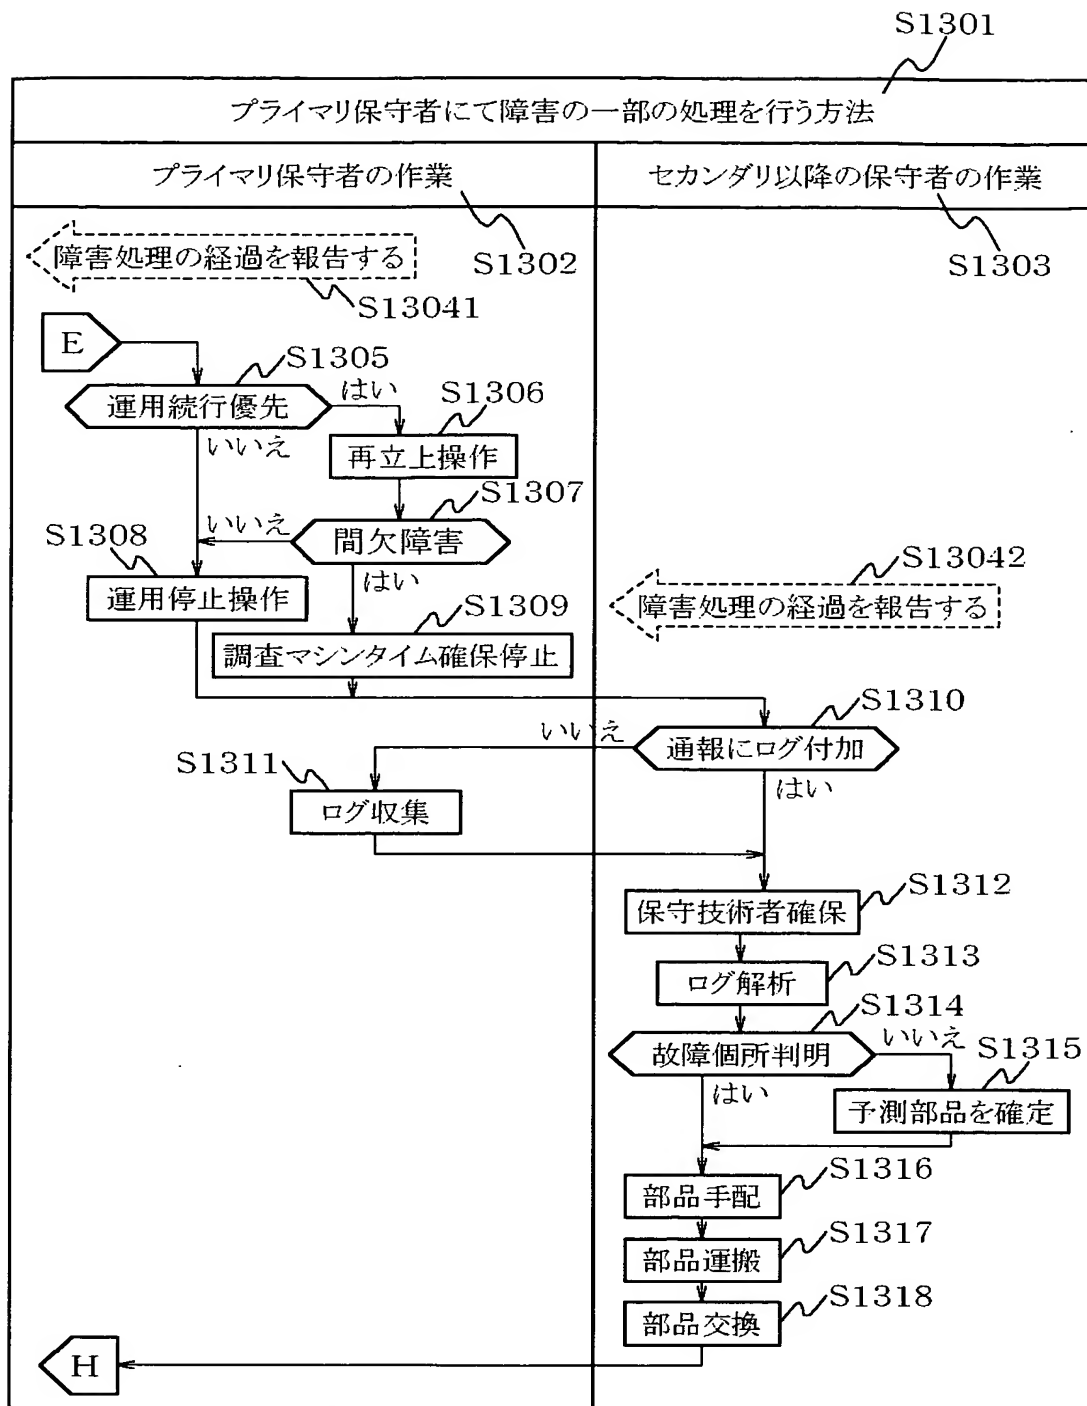 S1301
プライマリ保守者にて障害の一部の処理を行う方法
プライマリ保守者の作業
セカンダリ以降の保守者の作業
S1302
S1303
障害処理の経過を報告する
S13041
E
S1305
運用続行優先
はい
S1306
いいえ
再立上操作
S1307
S1308
いいえ
間欠障害
はい
運用停止操作
S13042
障害処理の経過を報告する
S1309
調査マシンタイム確保停止
S1310
いいえ
通報にログ付加
はい
S1311
ログ収集
S1312
保守技術者確保
S1313
ログ解析
S1314
故障個所判明
いいえ
S1315
はい
予測部品を確定
S1316
部品手配
S1317
部品運搬
S1318
部品交換
H